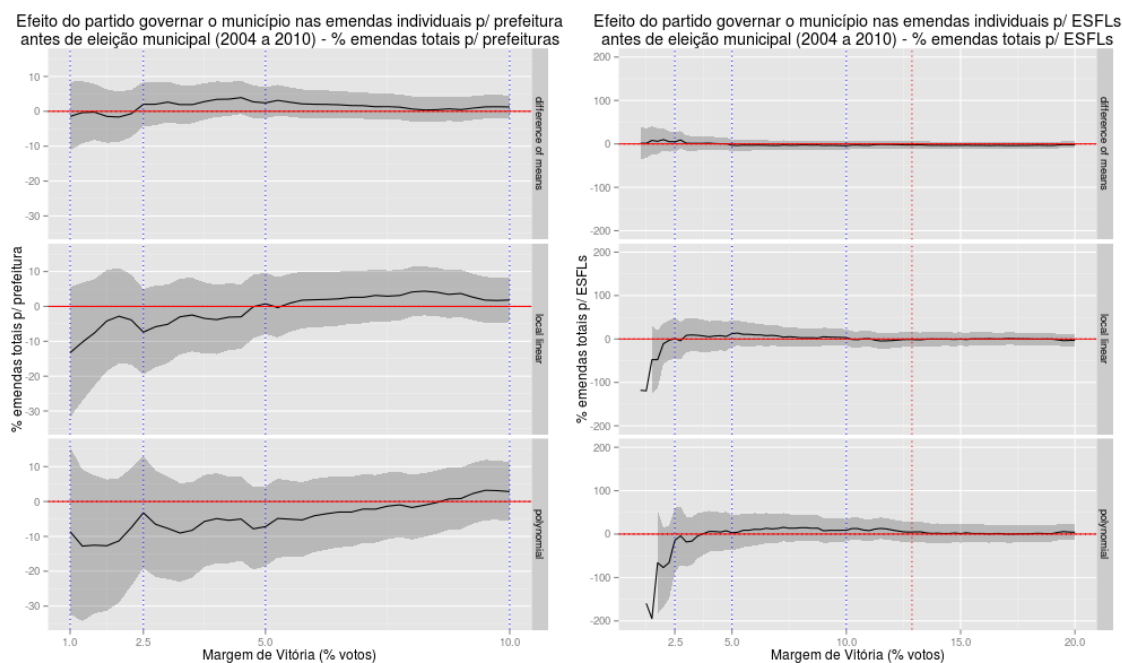 Efeito do partido governar o município nas emendas individuais p/ prefeitura
antes de eleição municipal (2004 a 2010) - % emendas totais p/ prefeituras
% emendas totais p/ prefeitura
10
0
-10
-20
-30
difference of means
10
0
-10
-20
-30
local linear
10
0
-10
-20
-30
polynomial
1.0 2.5 5.0 10.0
Margem de Vitória (% votos)
Efeito do partido governar o município nas emendas individuais p/ ESFLs
antes de eleição municipal (2004 a 2010) - % emendas totais p/ ESFLs
% emendas totais p/ ESFLs
200
100
0
-100
-200
difference of means
200
100
0
-100
-200
local linear
200
100
0
-100
-200
polynomial
2.5 5.0 10.0 15.0 20.0
Margem de Vitória (% votos)